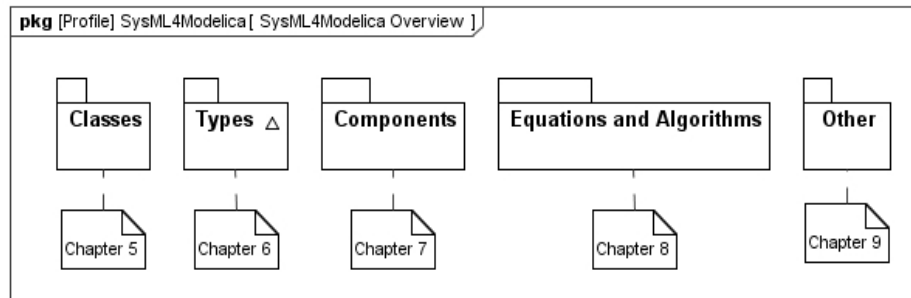 pkg [Profile] SysML4Modelica [ SysML4Modelica Overview ]
Classes
Types
Components
Equations and Algorithms
Other
Chapter 5
Chapter 6
Chapter 7
Chapter 8
Chapter 9